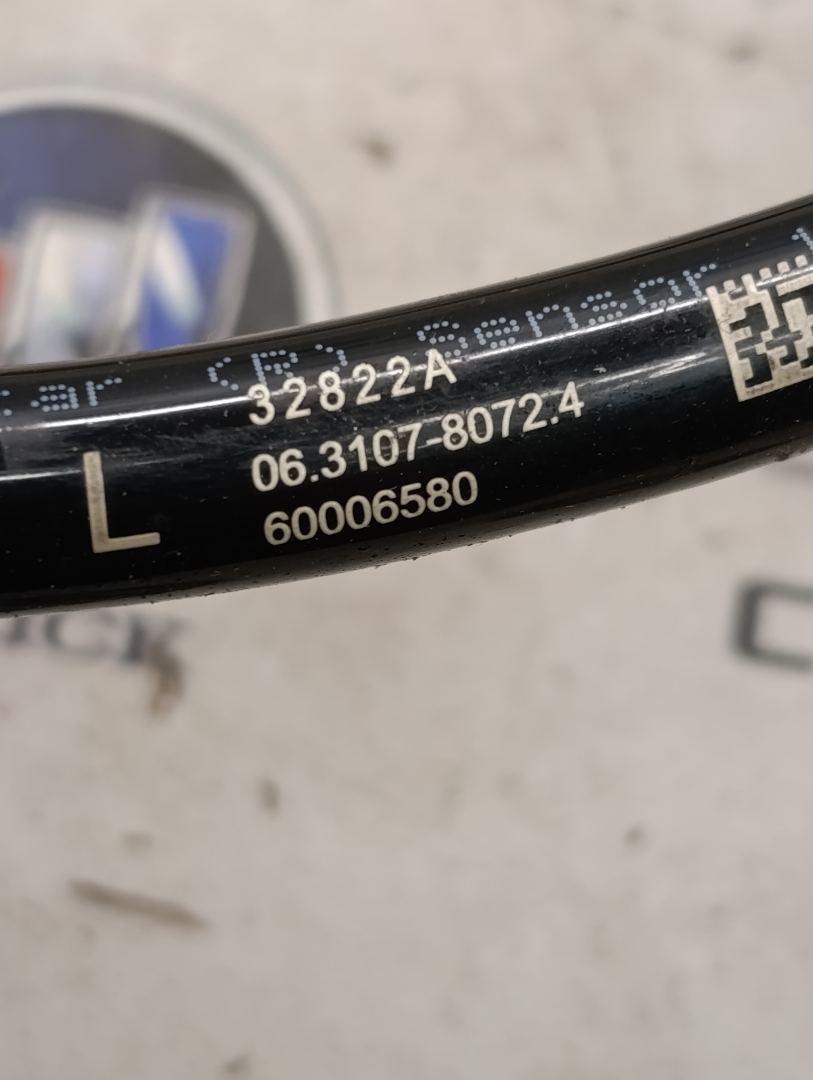 (R) Sensor
32822A
06.3107-8072.4
60006580
L